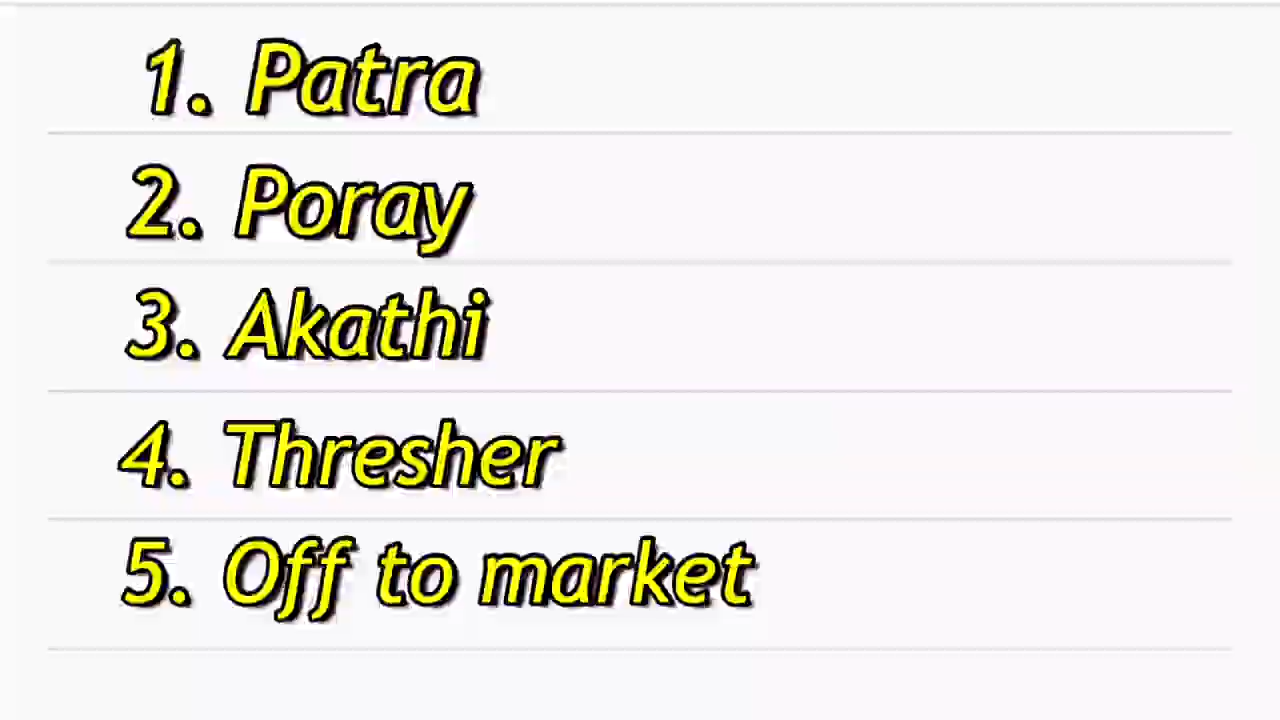 1. Patra
2. Poray
3. Akathi
4. Thresher
5. Off to market